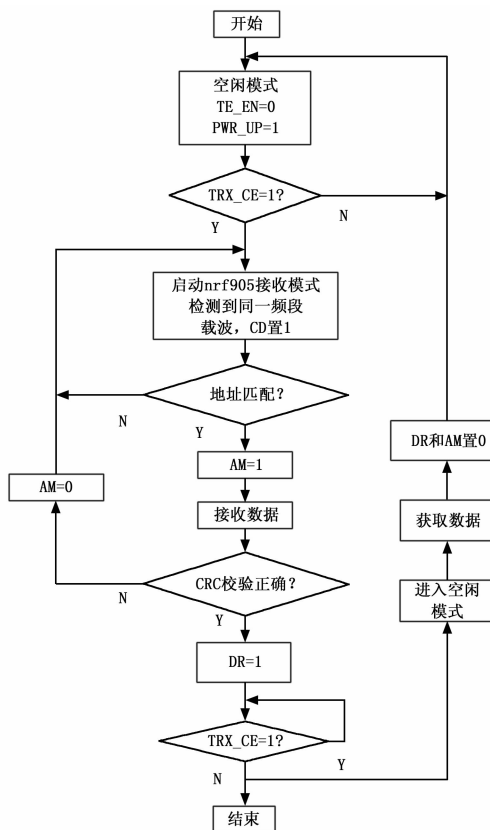 开始
空闲模式
TE_EN=0
PWR_UP=1
TRX_CE=1?
N
Y
启动nrf905接收模式
检测到同一频段
载波，CD置1
地址匹配?
N
Y
AM=1
接收数据
AM=0
CRC校验正确?
N
Y
DR=1
TRX_CE=1?
N
Y
结束
进入空闲
模式
获取数据
DR和AM置0